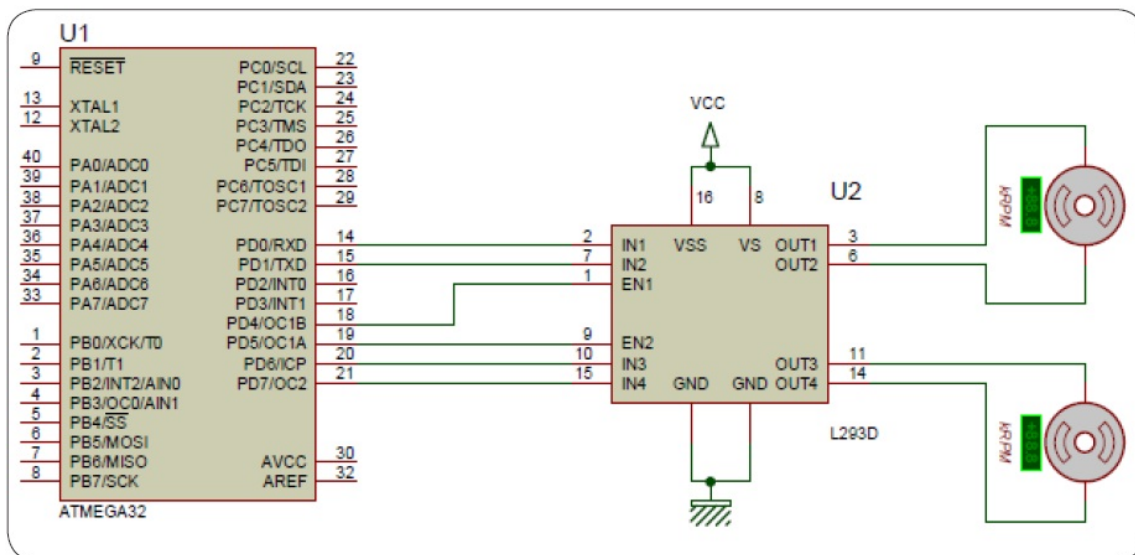 U1
9 RESET
13 XTAL1
12 XTAL2
40 PA0/ADC0
39 PA1/ADC1
38 PA2/ADC2
37 PA3/ADC3
36 PA4/ADC4
35 PA5/ADC5
34 PA6/ADC6
33 PA7/ADC7
1 PB0/XCK/T0
2 PB1/T1
3 PB2/INT2/AIN0
4 PB3/OC0/AIN1
5 PB4/SS
6 PB5/MOSI
7 PB6/MISO
8 PB7/SCK
PC0/SCL 22
PC1/SDA 23
PC2/TCK 24
PC3/TMS 25
PC4/TDO 26
PC5/TDI 27
PC6/TOSC1 28
PC7/TOSC2 29
PD0/RXD 14
PD1/TXD 15
PD2/INT0 16
PD3/INT1 17
PD4/OC1B 18
PD5/OC1A 19
PD6/ICP 20
PD7/OC2 21
AVCC 30
AREF 32
ATMEGA32
VCC
U2
16 8
VSS VS
2 IN1
7 IN2
1 EN1
9 EN2
10 IN3
15 IN4
OUT1 3
OUT2 6
OUT3 11
OUT4 14
GND GND
L293D
+88.8
kRPM
+88.8
kRPM